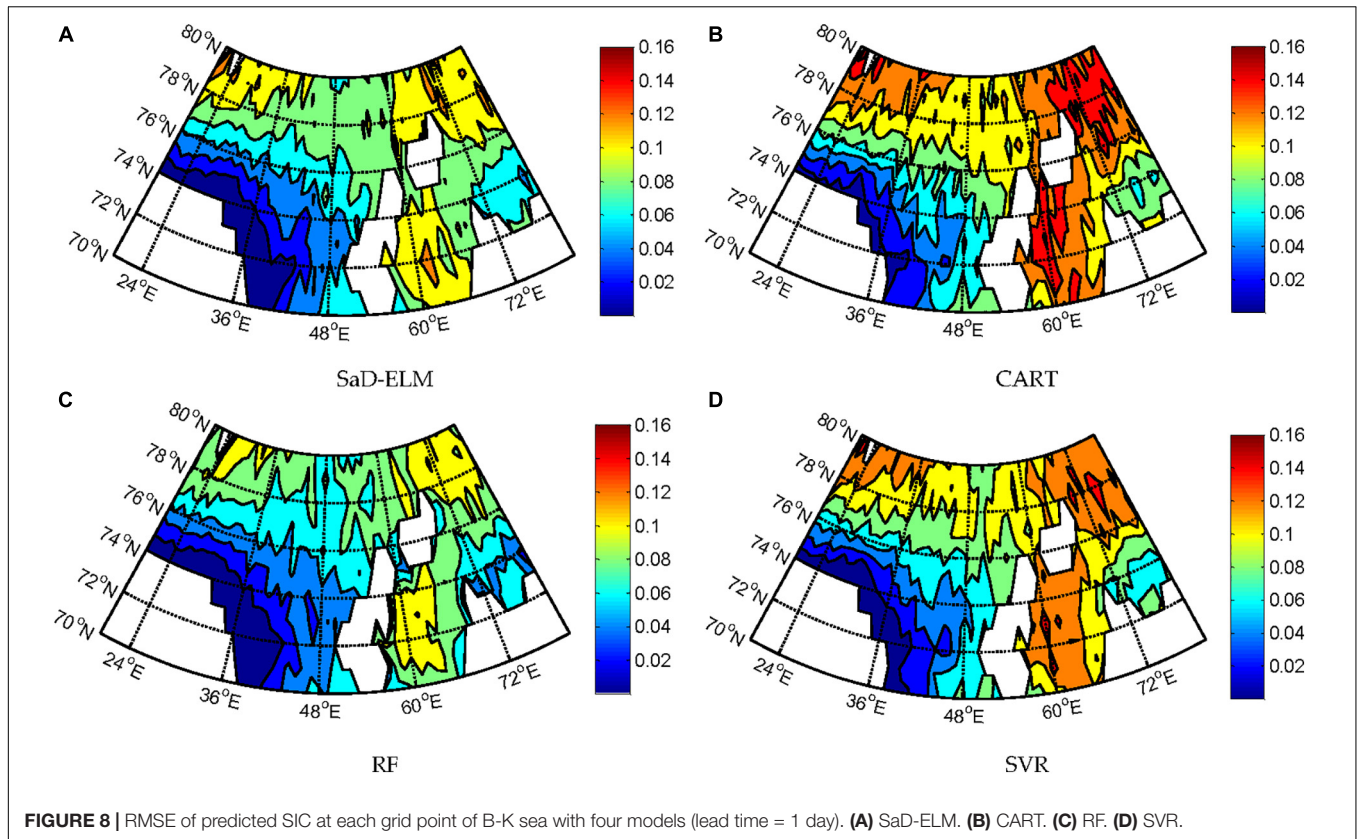 A
80°N
78°N
76°N
74°N
72°N
70°N
24°E
36°E
48°E
60°E
72°E
0.16
0.14
0.12
0.1
0.08
0.06
0.04
0.02
SaD-ELM
B
80°N
78°N
76°N
74°N
72°N
70°N
24°E
36°E
48°E
60°E
72°E
0.16
0.14
0.12
0.1
0.08
0.06
0.04
0.02
CART
C
80°N
78°N
76°N
74°N
72°N
70°N
24°E
36°E
48°E
60°E
72°E
0.16
0.14
0.12
0.1
0.08
0.06
0.04
0.02
RF
D
80°N
78°N
76°N
74°N
72°N
70°N
24°E
36°E
48°E
60°E
72°E
0.16
0.14
0.12
0.1
0.08
0.06
0.04
0.02
SVR
FIGURE 8 | RMSE of predicted SIC at each grid point of B-K sea with four models (lead time = 1 day). (A) SaD-ELM. (B) CART. (C) RF. (D) SVR.